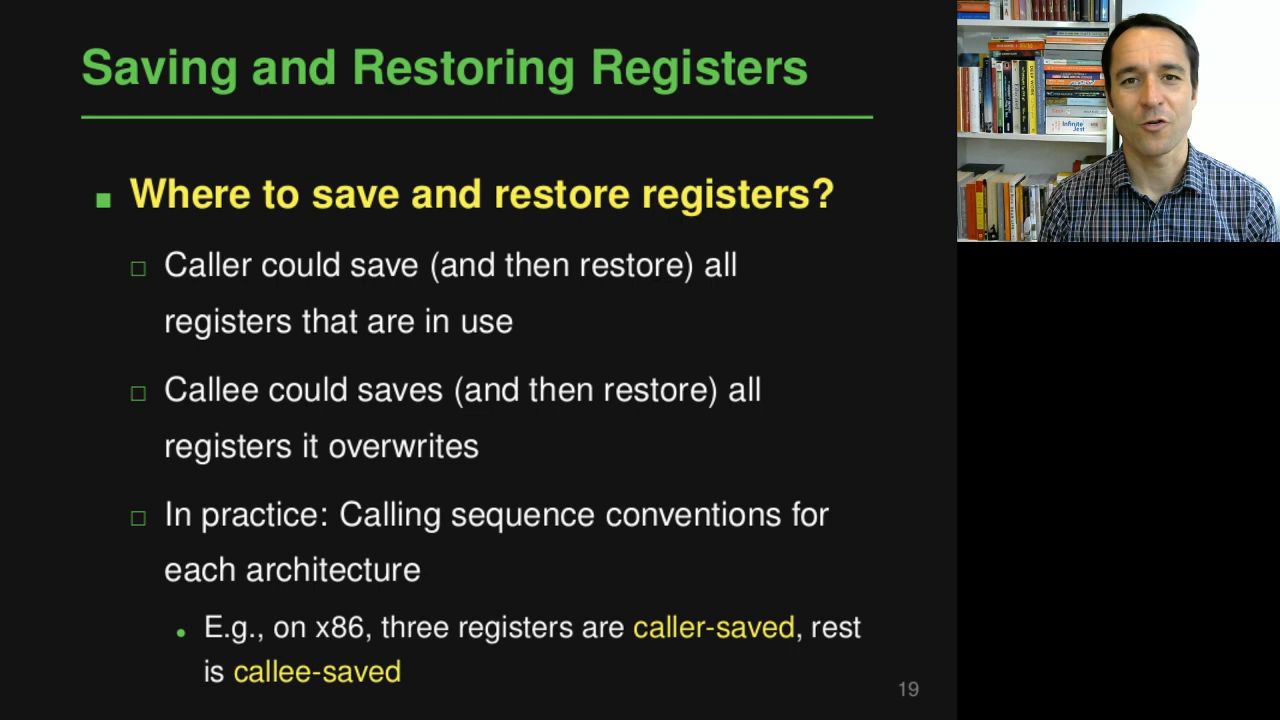 Saving and Restoring Registers
Where to save and restore registers?
Caller could save (and then restore) all
registers that are in use
Callee could saves (and then restore) all
registers it overwrites
In practice: Calling sequence conventions for
each architecture
E.g., on x86, three registers are caller-saved, rest
is callee-saved
19
Infinite
Jest